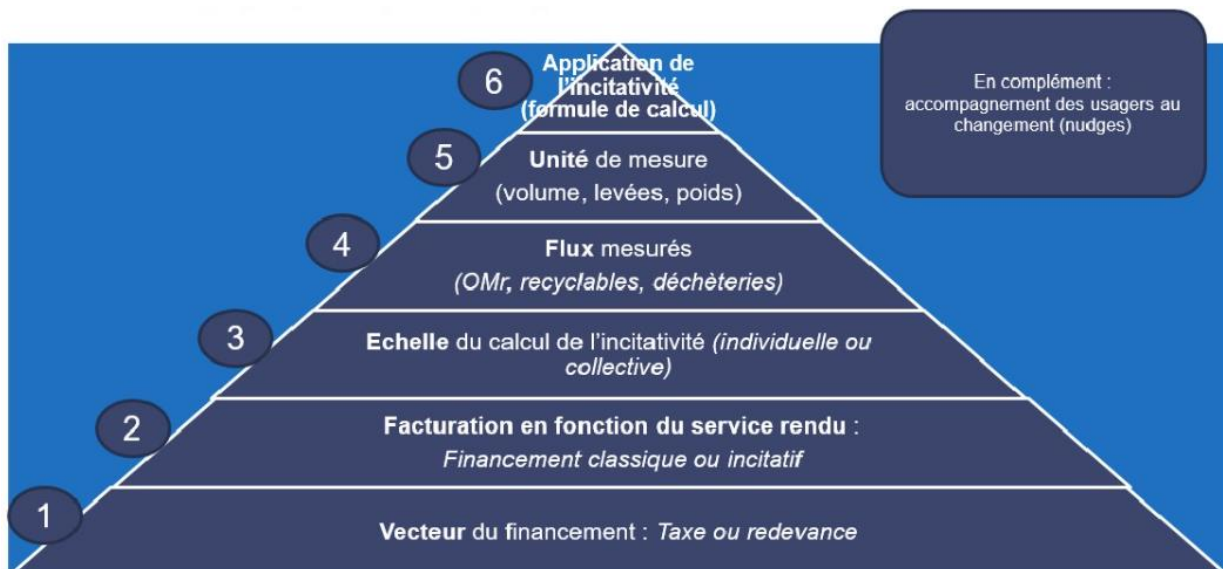 6
Application de
l'incitativité
(formule de calcul)
En complément :
accompagnement des usagers au
changement (nudges)
5
Unité de mesure
(volume, levées, poids)
4
Flux mesurés
(OMr, recyclables, déchèteries)
3
Echelle du calcul de l'incitativité (individuelle ou
collective)
2
Facturation en fonction du service rendu :
Financement classique ou incitatif
1
Vecteur du financement : Taxe ou redevance